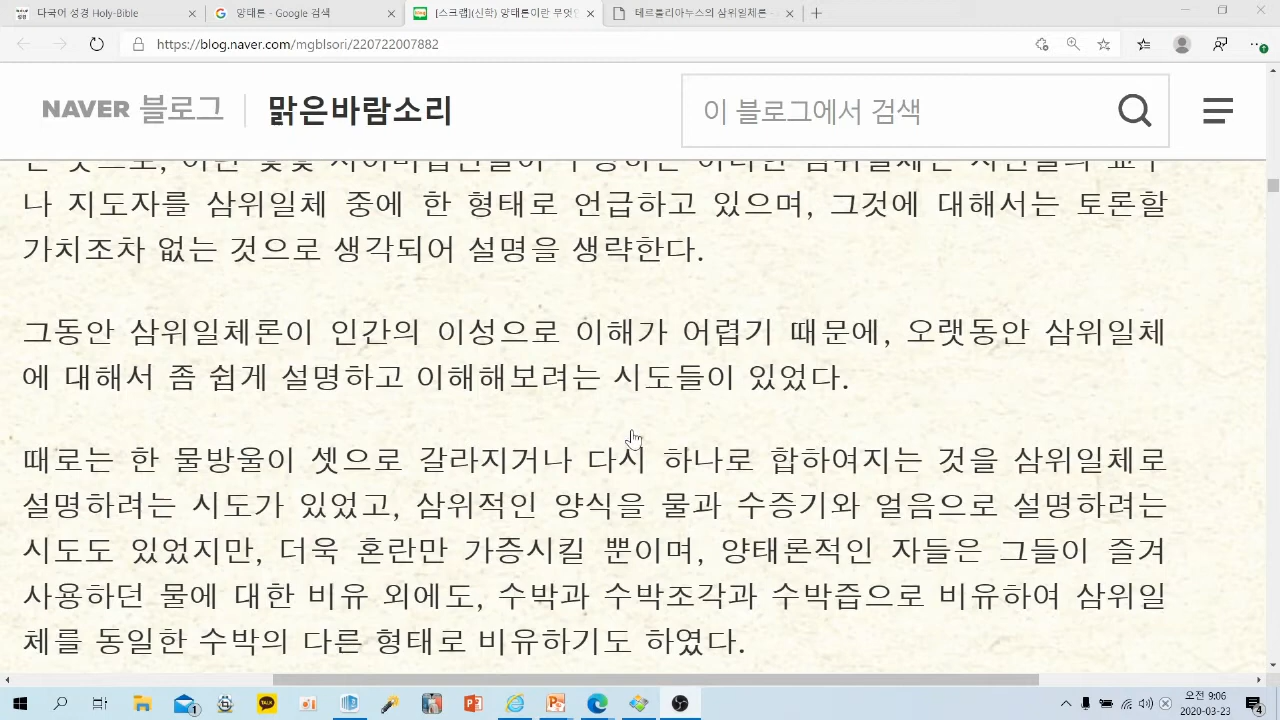 다국어 성경 Holy-Bible
양태론 - Google 검색
[스크랩](신학) 양태론이란 무엇인
테르툴리아누스의 삼위일체론 -
https://blog.naver.com/mgblsori/220722007882
NAVER 블로그 맑은바람소리
이 블로그에서 검색
나 지도자를 삼위일체 중에 한 형태로 언급하고 있으며, 그것에 대해서는 토론할
가치조차 없는 것으로 생각되어 설명을 생략한다.
그동안 삼위일체론이 인간의 이성으로 이해가 어렵기 때문에, 오랫동안 삼위일체
에 대해서 좀 쉽게 설명하고 이해해보려는 시도들이 있었다.
때로는 한 물방울이 셋으로 갈라지거나 다시 하나로 합하여지는 것을 삼위일체로
설명하려는 시도가 있었고, 삼위적인 양식을 물과 수증기와 얼음으로 설명하려는
시도도 있었지만, 더욱 혼란만 가증시킬 뿐이며, 양태론적인 자들은 그들이 즐겨
사용하던 물에 대한 비유 외에도, 수박과 수박조각과 수박즙으로 비유하여 삼위일
체를 동일한 수박의 다른 형태로 비유하기도 하였다.
오전 9:06
2020-03-23